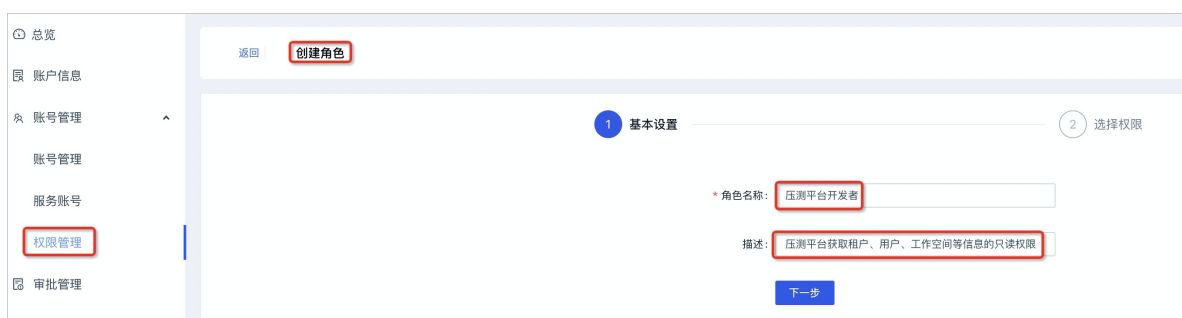 总览
账户信息
账号管理
账号管理
服务账号
权限管理
审批管理
返回 创建角色
1 基本设置 2 选择权限
* 角色名称: 压测平台开发者
描述: 压测平台获取租户、用户、工作空间等信息的只读权限
下一步